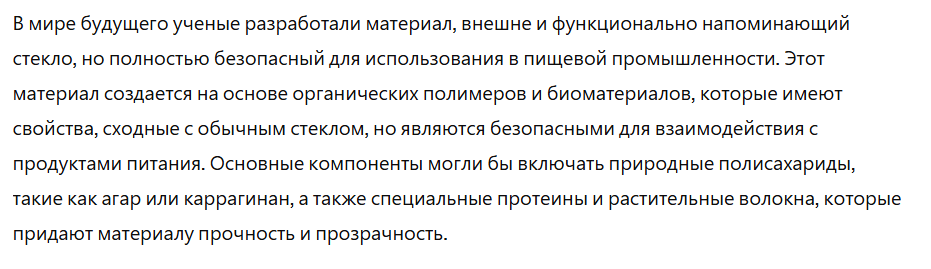 В мире будущего ученые разработали материал, внешне и функционально напоминающий
стекло, но полностью безопасный для использования в пищевой промышленности. Этот
материал создается на основе органических полимеров и биоматериалов, которые имеют
свойства, сходные с обычным стеклом, но являются безопасными для взаимодействия с
продуктами питания. Основные компоненты могли бы включать природные полисахариды,
такие как агар или каррагинан, а также специальные протеины и растительные волокна, которые
придают материалу прочность и прозрачность.